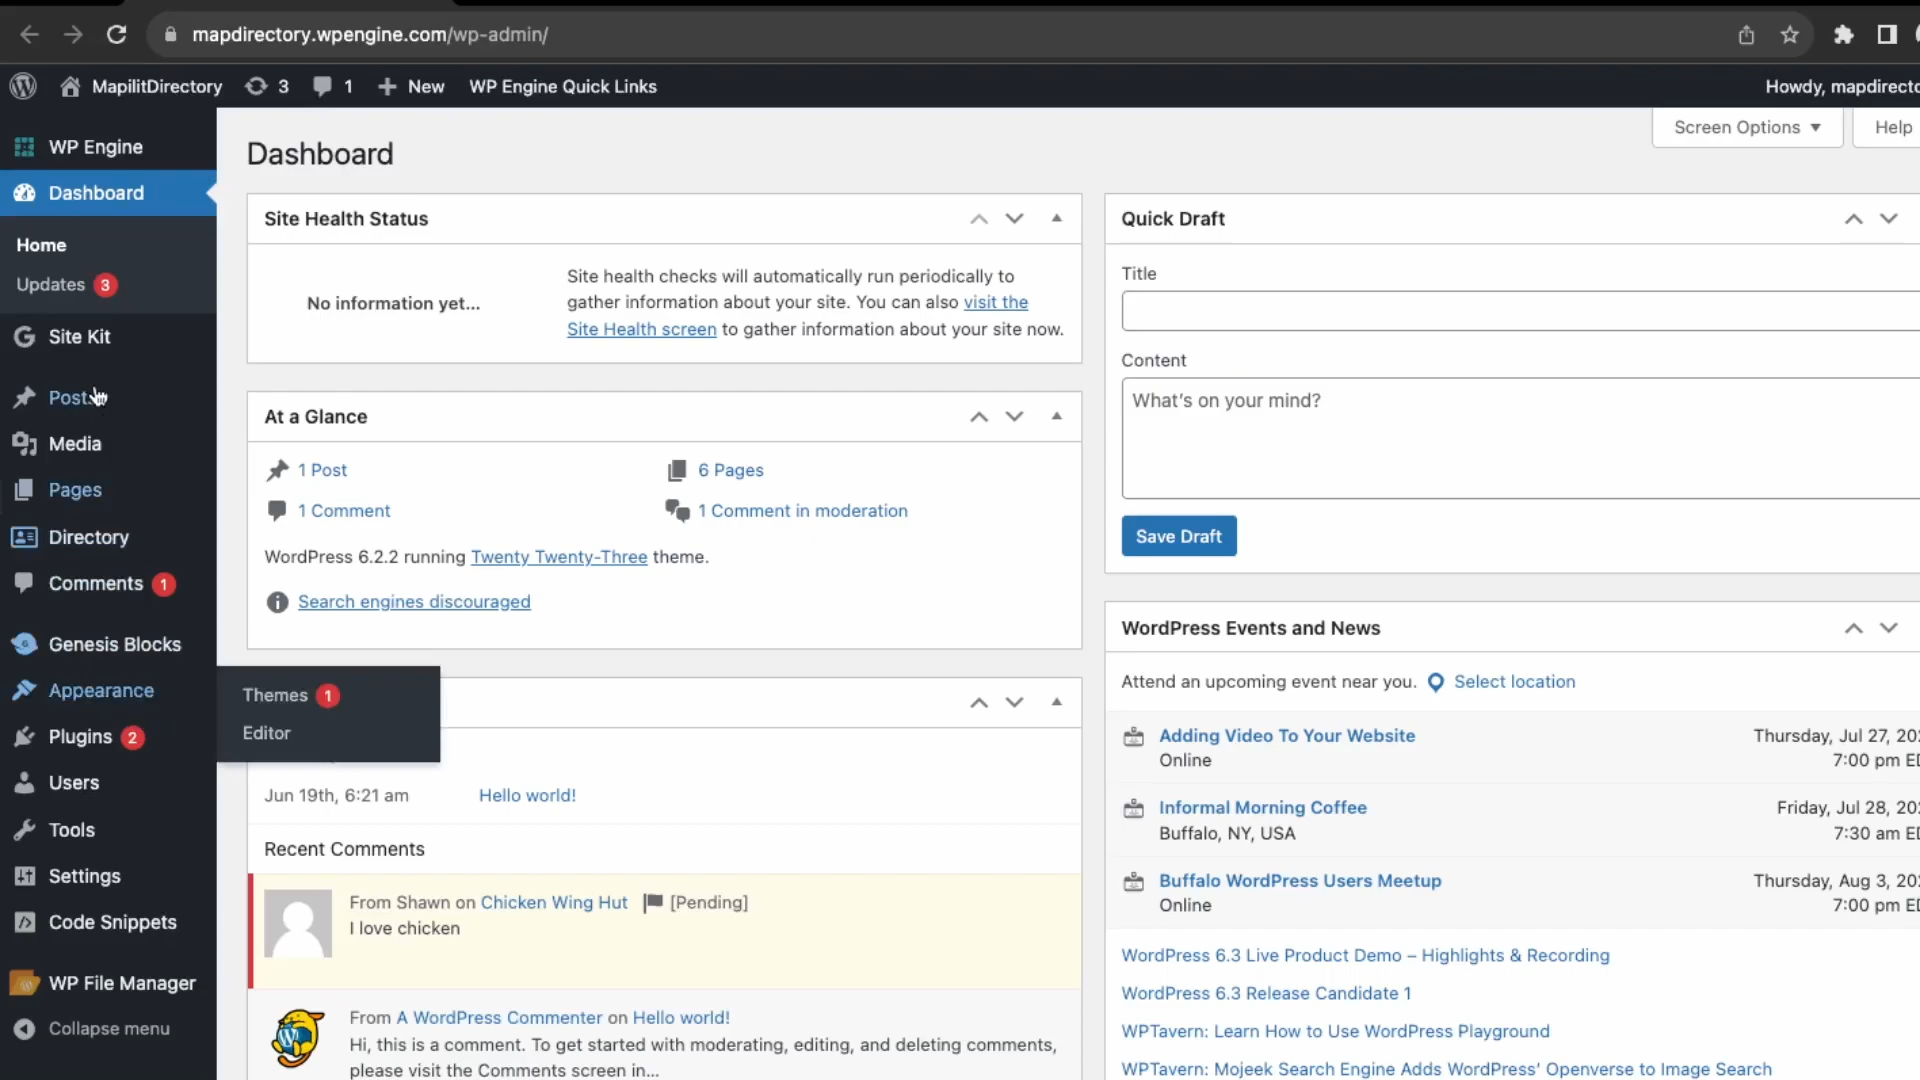 mapdirectory.wpengine.com/wp-admin/
MapilitDirectory 3 1 New WP Engine Quick Links
Howdy, mapdirecto
WP Engine
Dashboard
Home
Updates 3
Site Kit
Posts
Media
Pages
Directory
Comments 1
Genesis Blocks
Appearance
Plugins 2
Users
Tools
Settings
Code Snippets
WP File Manager
Collapse menu
Themes 1
Editor
Screen Options
Help
Dashboard
Site Health Status
No information yet...
Site health checks will automatically run periodically to
gather information about your site. You can also visit the
Site Health screen to gather information about your site now.
At a Glance
1 Post
6 Pages
1 Comment
1 Comment in moderation
WordPress 6.2.2 running Twenty Twenty-Three theme.
Search engines discouraged
Jun 19th, 6:21 am
Hello world!
Recent Comments
From Shawn on Chicken Wing Hut [Pending]
I love chicken
From A WordPress Commenter on Hello world!
Hi, this is a comment. To get started with moderating, editing, and deleting comments,
please visit the Comments screen in...
Quick Draft
Title
Content
What's on your mind?
Save Draft
WordPress Events and News
Attend an upcoming event near you. Select location
Adding Video To Your Website
Online
Thursday, Jul 27, 20
7:00 pm E
Informal Morning Coffee
Buffalo, NY, USA
Friday, Jul 28, 20
7:30 am E
Buffalo WordPress Users Meetup
Online
Thursday, Aug 3, 20
7:00 pm E
WordPress 6.3 Live Product Demo – Highlights & Recording
WordPress 6.3 Release Candidate 1
WPTavern: Learn How to Use WordPress Playground
WPTavern: Mojeek Search Engine Adds WordPress' Openverse to Image Search